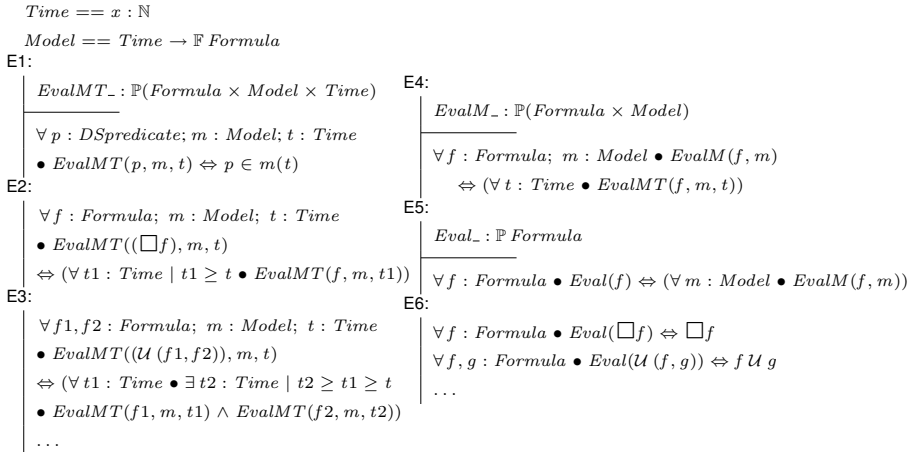 Time == x : ℕ
Model == Time → 𝔽 Formula
E1:
EvalMT_ : ℙ(Formula × Model × Time)
∀ p : DSpredicate; m : Model; t : Time
• EvalMT(p, m, t) ⇔ p ∈ m(t)
E2:
∀ f : Formula; m : Model; t : Time
• EvalMT((□f), m, t)
⇔ (∀ t1 : Time | t1 ≥ t • EvalMT(f, m, t1))
E3:
∀ f1, f2 : Formula; m : Model; t : Time
• EvalMT((𝒰 (f1, f2)), m, t)
⇔ (∀ t1 : Time • ∃ t2 : Time | t2 ≥ t1 ≥ t
• EvalMT(f1, m, t1) ∧ EvalMT(f2, m, t2))
. . .
E4:
EvalM_ : ℙ(Formula × Model)
∀ f : Formula; m : Model • EvalM(f, m)
⇔ (∀ t : Time • EvalMT(f, m, t))
E5:
Eval_ : ℙ Formula
∀ f : Formula • Eval(f) ⇔ (∀ m : Model • EvalM(f, m))
E6:
∀ f : Formula • Eval(□f) ⇔ □f
∀ f, g : Formula • Eval(𝒰 (f, g)) ⇔ f 𝒰 g
. . .